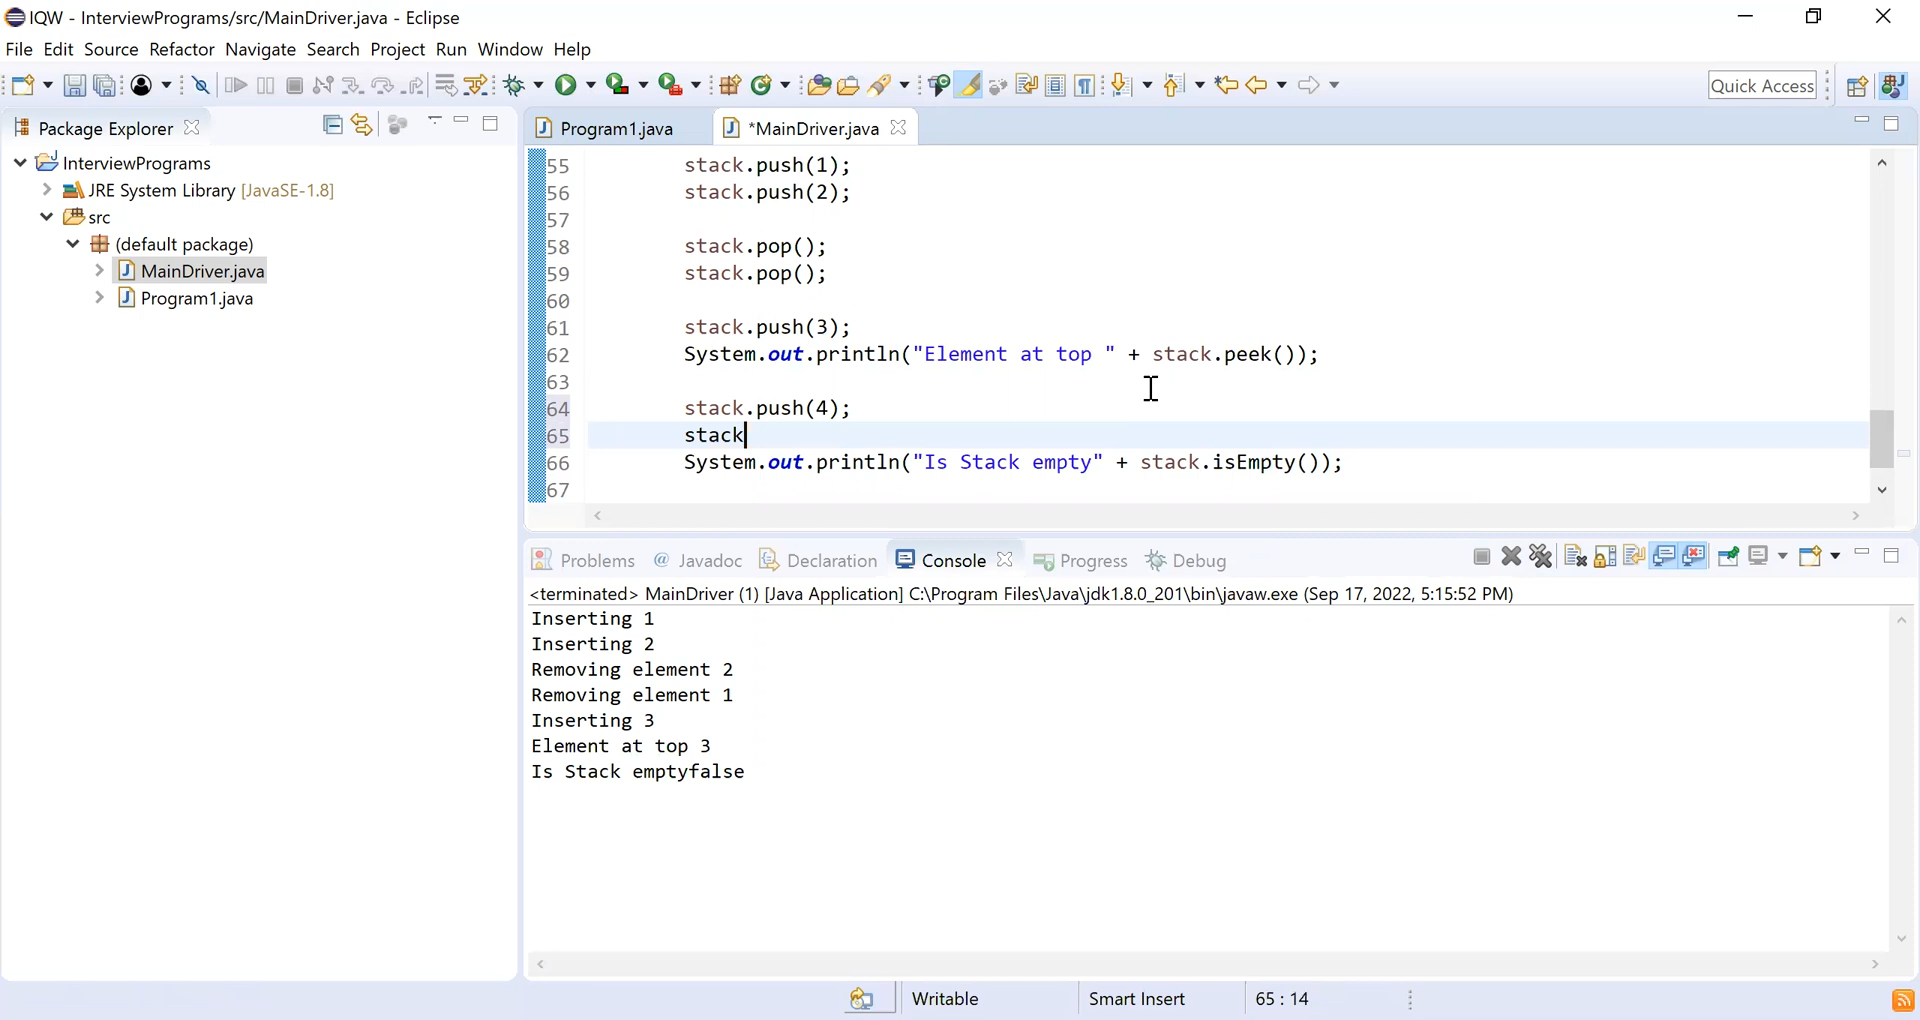 IQW - InterviewPrograms/src/MainDriver.java - Eclipse
File Edit Source Refactor Navigate Search Project Run Window Help
Quick Access
Package Explorer
InterviewPrograms
JRE System Library [JavaSE-1.8]
src
(default package)
MainDriver.java
Program1.java
Program1.java *MainDriver.java
55 stack.push(1);
56 stack.push(2);
57
58 stack.pop();
59 stack.pop();
60
61 stack.push(3);
62 System.out.println("Element at top " + stack.peek());
63
64 stack.push(4);
65 stack
66 System.out.println("Is Stack empty" + stack.isEmpty());
67
Problems @ Javadoc Declaration Console Progress Debug
<terminated> MainDriver (1) [Java Application] C:\Program Files\Java\jdk1.8.0_201\bin\javaw.exe (Sep 17, 2022, 5:15:52 PM)
Inserting 1
Inserting 2
Removing element 2
Removing element 1
Inserting 3
Element at top 3
Is Stack emptyfalse
Writable Smart Insert 65 : 14